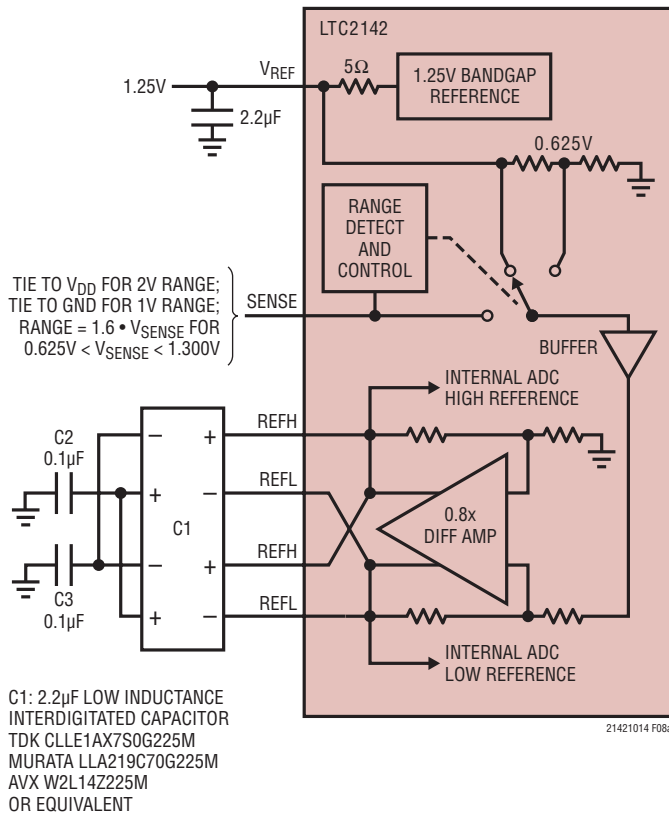 LTC2142
VREF
5Ω
1.25V BANDGAP
REFERENCE
1.25V
2.2µF
0.625V
RANGE
DETECT
AND
CONTROL
TIE TO VDD FOR 2V RANGE;
TIE TO GND FOR 1V RANGE;
RANGE = 1.6 • VSENSE FOR
0.625V < VSENSE < 1.300V
SENSE
BUFFER
INTERNAL ADC
HIGH REFERENCE
REFH
C2
0.1µF
– +
REFL
+ –
0.8x
DIFF AMP
C1
REFH
– +
C3
0.1µF
REFL
+ –
INTERNAL ADC
LOW REFERENCE
C1: 2.2µF LOW INDUCTANCE
INTERDIGITATED CAPACITOR
TDK CLLE1AX7S0G225M
MURATA LLA219C70G225M
AVX W2L14Z225M
OR EQUIVALENT
21421014 F08a